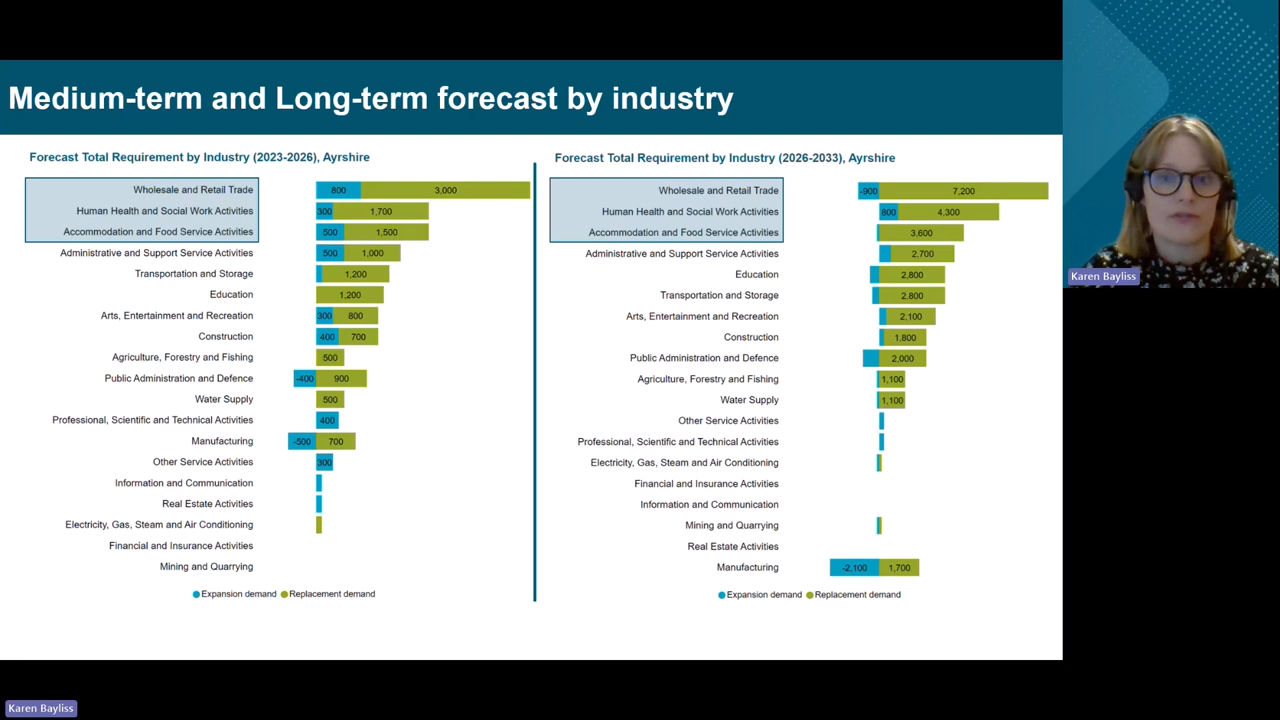 Medium-term and Long-term forecast by industry
Forecast Total Requirement by Industry (2023-2026), Ayrshire
Wholesale and Retail Trade 800 3,000
Human Health and Social Work Activities 300 1,700
Accommodation and Food Service Activities 500 1,500
Administrative and Support Service Activities 500 1,000
Transportation and Storage 1,200
Education 1,200
Arts, Entertainment and Recreation 300 800
Construction 400 700
Agriculture, Forestry and Fishing 500
Public Administration and Defence -400 900
Water Supply 500
Professional, Scientific and Technical Activities 400
Manufacturing -500 700
Other Service Activities 300
Information and Communication
Real Estate Activities
Electricity, Gas, Steam and Air Conditioning
Financial and Insurance Activities
Mining and Quarrying
Expansion demand Replacement demand
Forecast Total Requirement by Industry (2026-2033), Ayrshire
Wholesale and Retail Trade -900 7,200
Human Health and Social Work Activities 800 4,300
Accommodation and Food Service Activities 3,600
Administrative and Support Service Activities 2,700
Education 2,800
Transportation and Storage 2,800
Arts, Entertainment and Recreation 2,100
Construction 1,800
Public Administration and Defence 2,000
Agriculture, Forestry and Fishing 1,100
Water Supply 1,100
Other Service Activities
Professional, Scientific and Technical Activities
Electricity, Gas, Steam and Air Conditioning
Financial and Insurance Activities
Information and Communication
Mining and Quarrying
Real Estate Activities
Manufacturing -2,100 1,700
Expansion demand Replacement demand
Karen Bayliss
Karen Bayliss